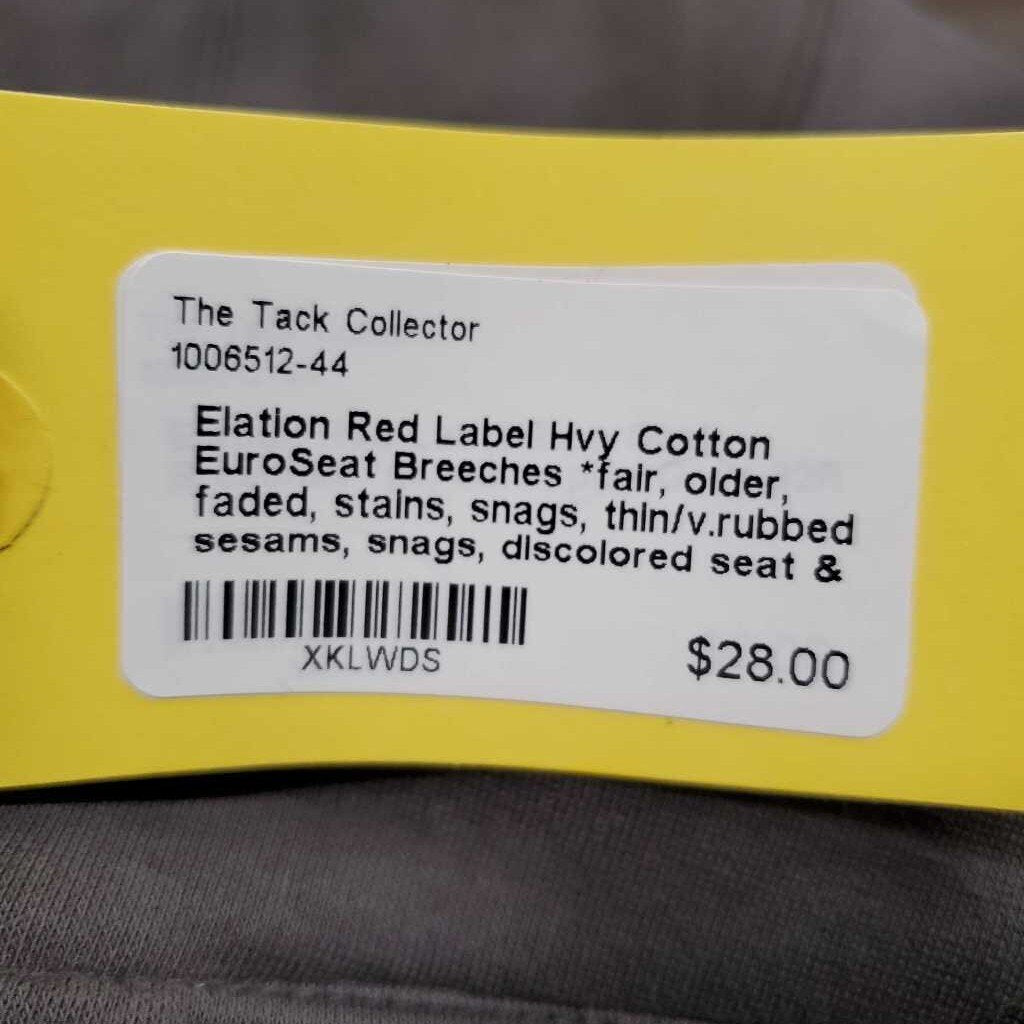 The Tack Collector
1006512-44
Elation Red Label Hvy Cotton
EuroSeat Breeches *fair, older,
faded, stains, snags, thin/v.rubbed
sesams, snags, discolored seat &
XKLWDS
$28.00